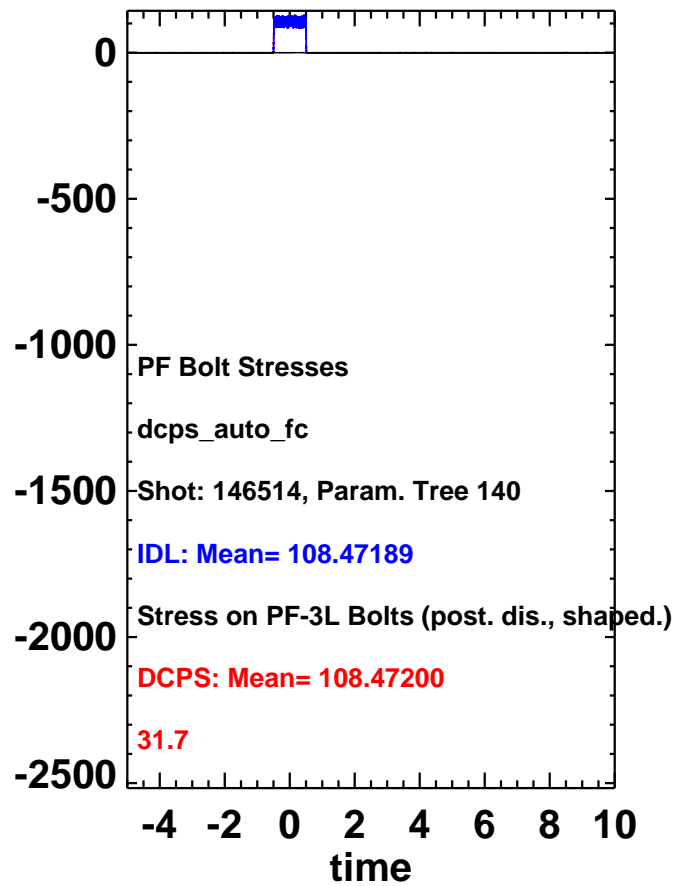 0
-500
-1000
PF Bolt Stresses
dcps_auto_fc
-1500
Shot: 146514, Param. Tree 140
IDL: Mean= 108.47189
-2000
Stress on PF-3L Bolts (post. dis., shaped.)
DCPS: Mean= 108.47200
31.7
-2500
-4 -2 0 2 4 6 8 10
time